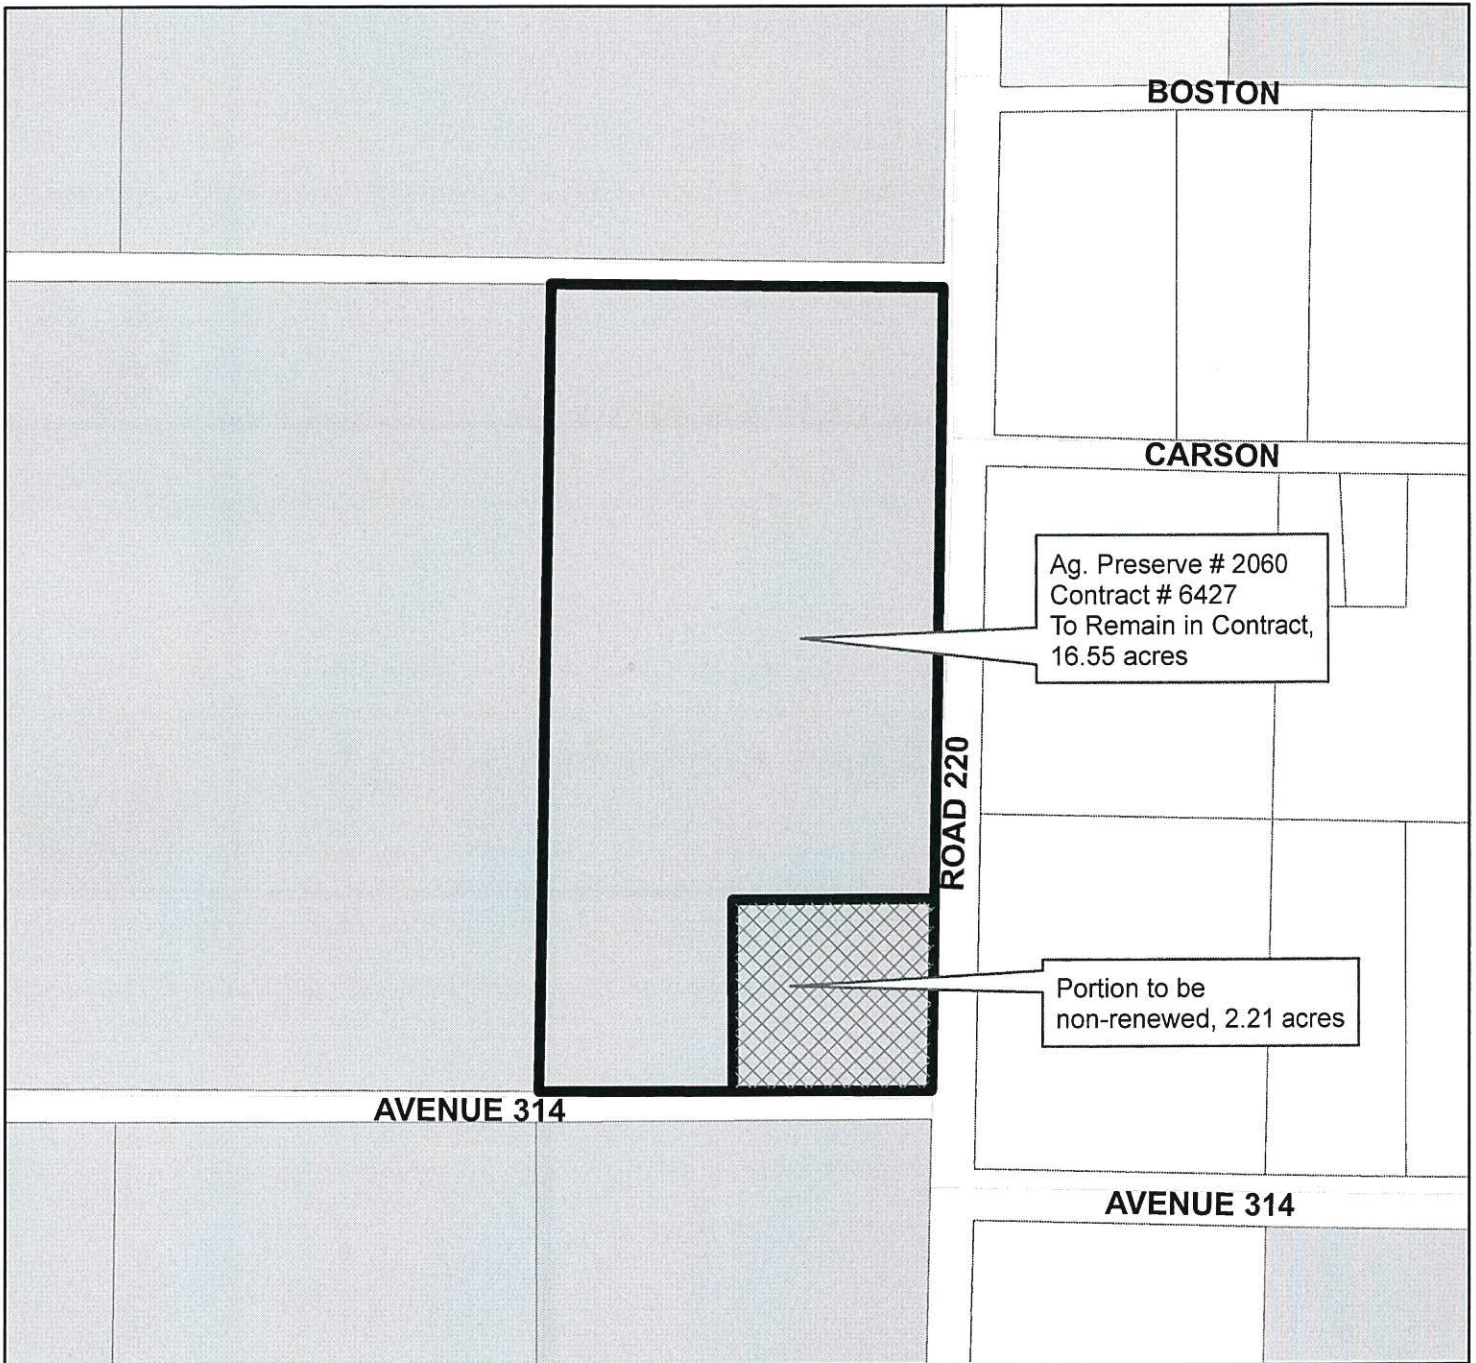 BOSTON
CARSON
Ag. Preserve # 2060
Contract # 6427
To Remain in Contract,
16.55 acres
ROAD 220
Portion to be
non-renewed, 2.21 acres
AVENUE 314
AVENUE 314